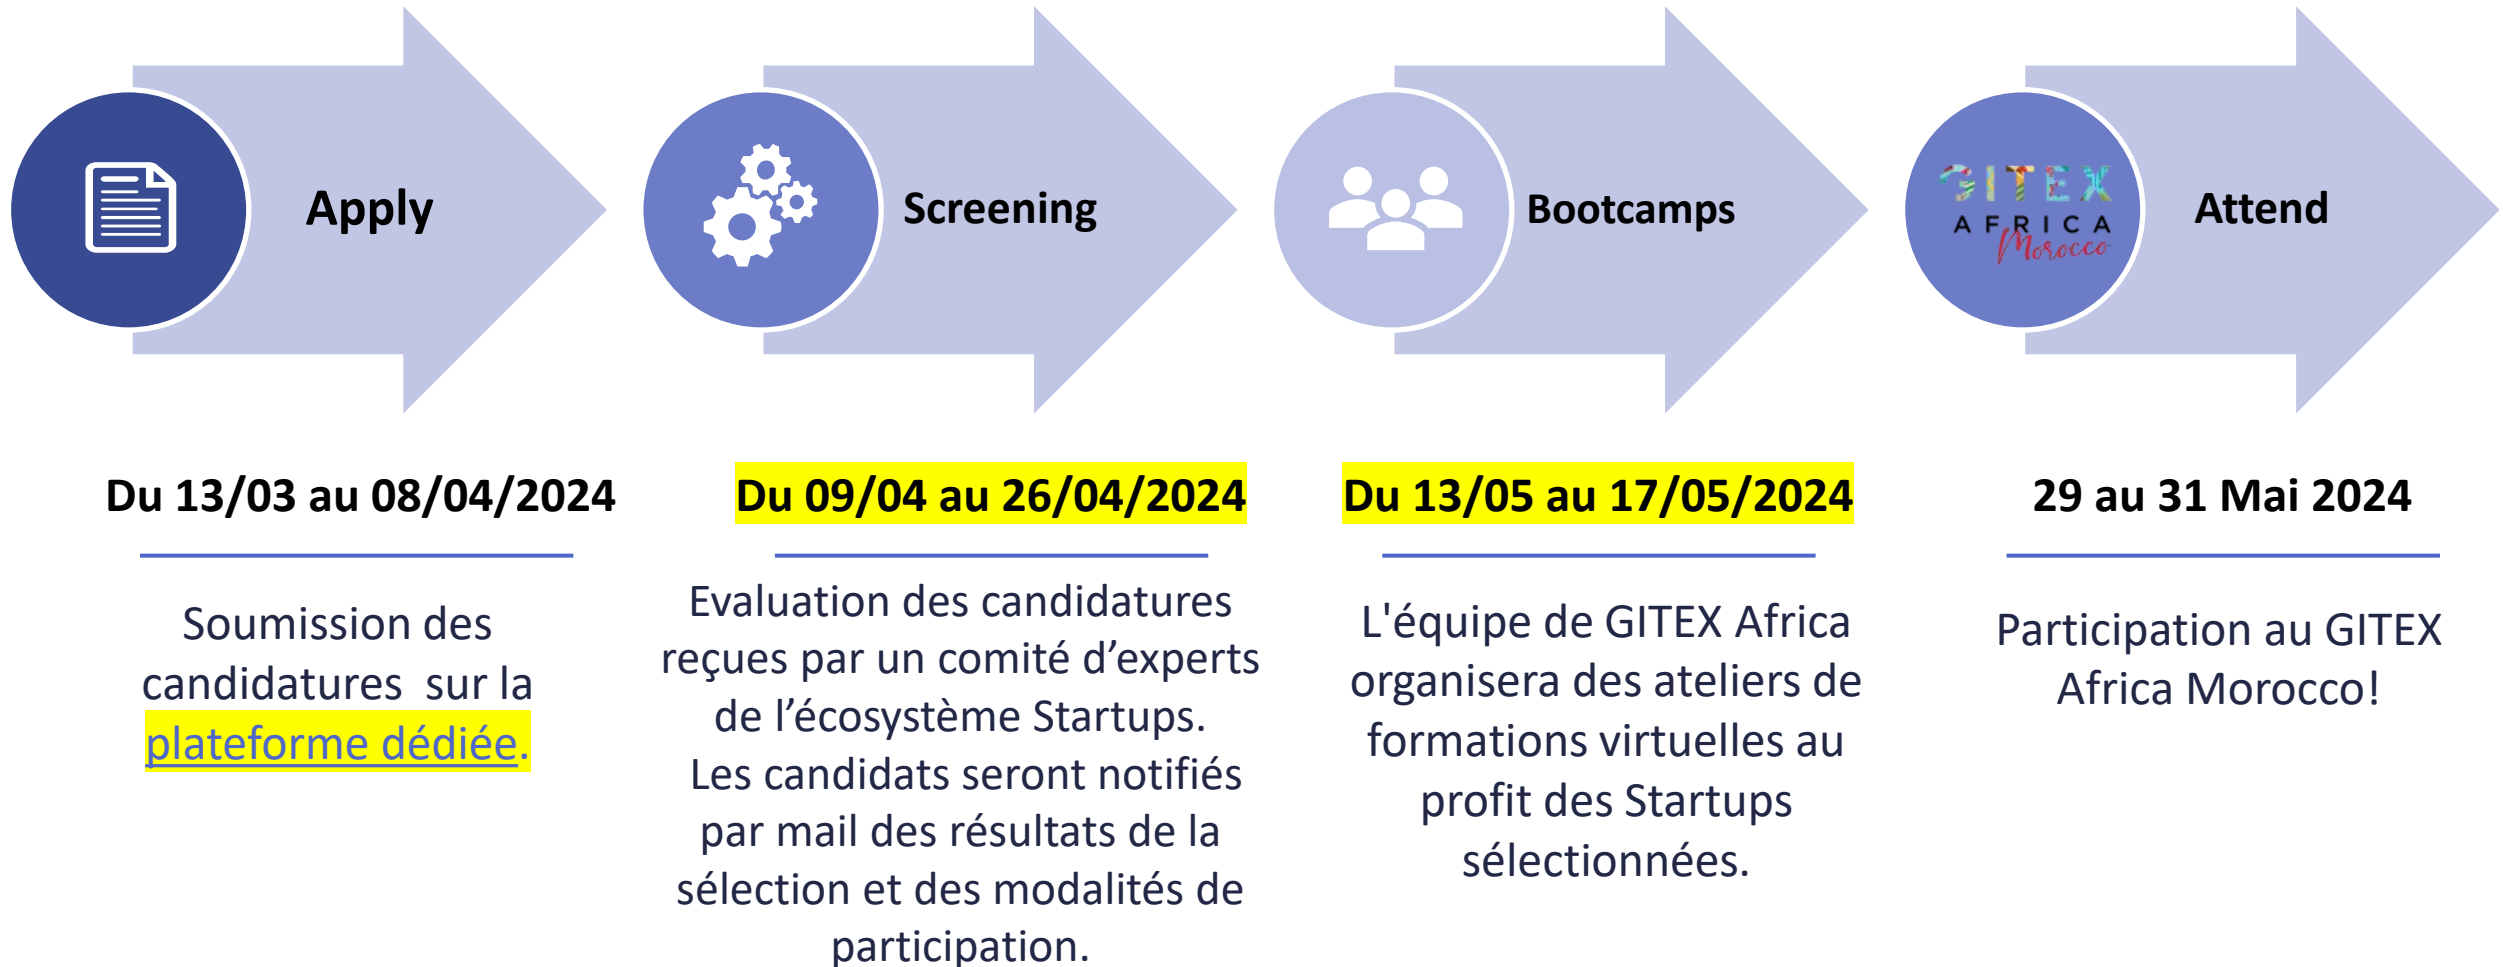 Apply
Screening
Bootcamps
GITEX
AFRICA
Morocco
Attend
Du 13/03 au 08/04/2024
Soumission des
candidatures  sur la
plateforme dédiée.
Du 09/04 au 26/04/2024
Evaluation des candidatures
reçues par un comité d’experts
de l’écosystème Startups.
Les candidats seront notifiés
par mail des résultats de la
sélection et des modalités de
participation.
Du 13/05 au 17/05/2024
L'équipe de GITEX Africa
organisera des ateliers de
formations virtuelles au
profit des Startups
sélectionnées.
29 au 31 Mai 2024
Participation au GITEX
Africa Morocco!